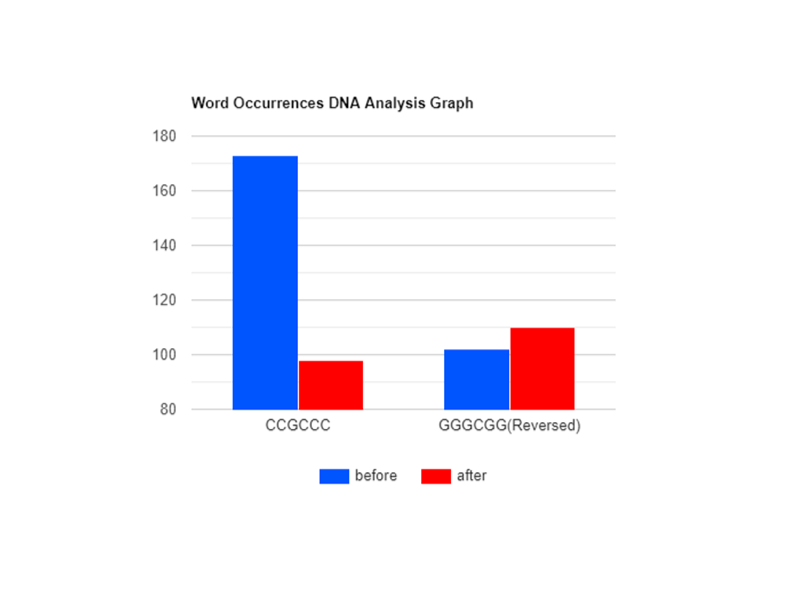 Word Occurrences DNA Analysis Graph
180
160
140
120
100
80
CCGCCC GGGCGG(Reversed)
before after